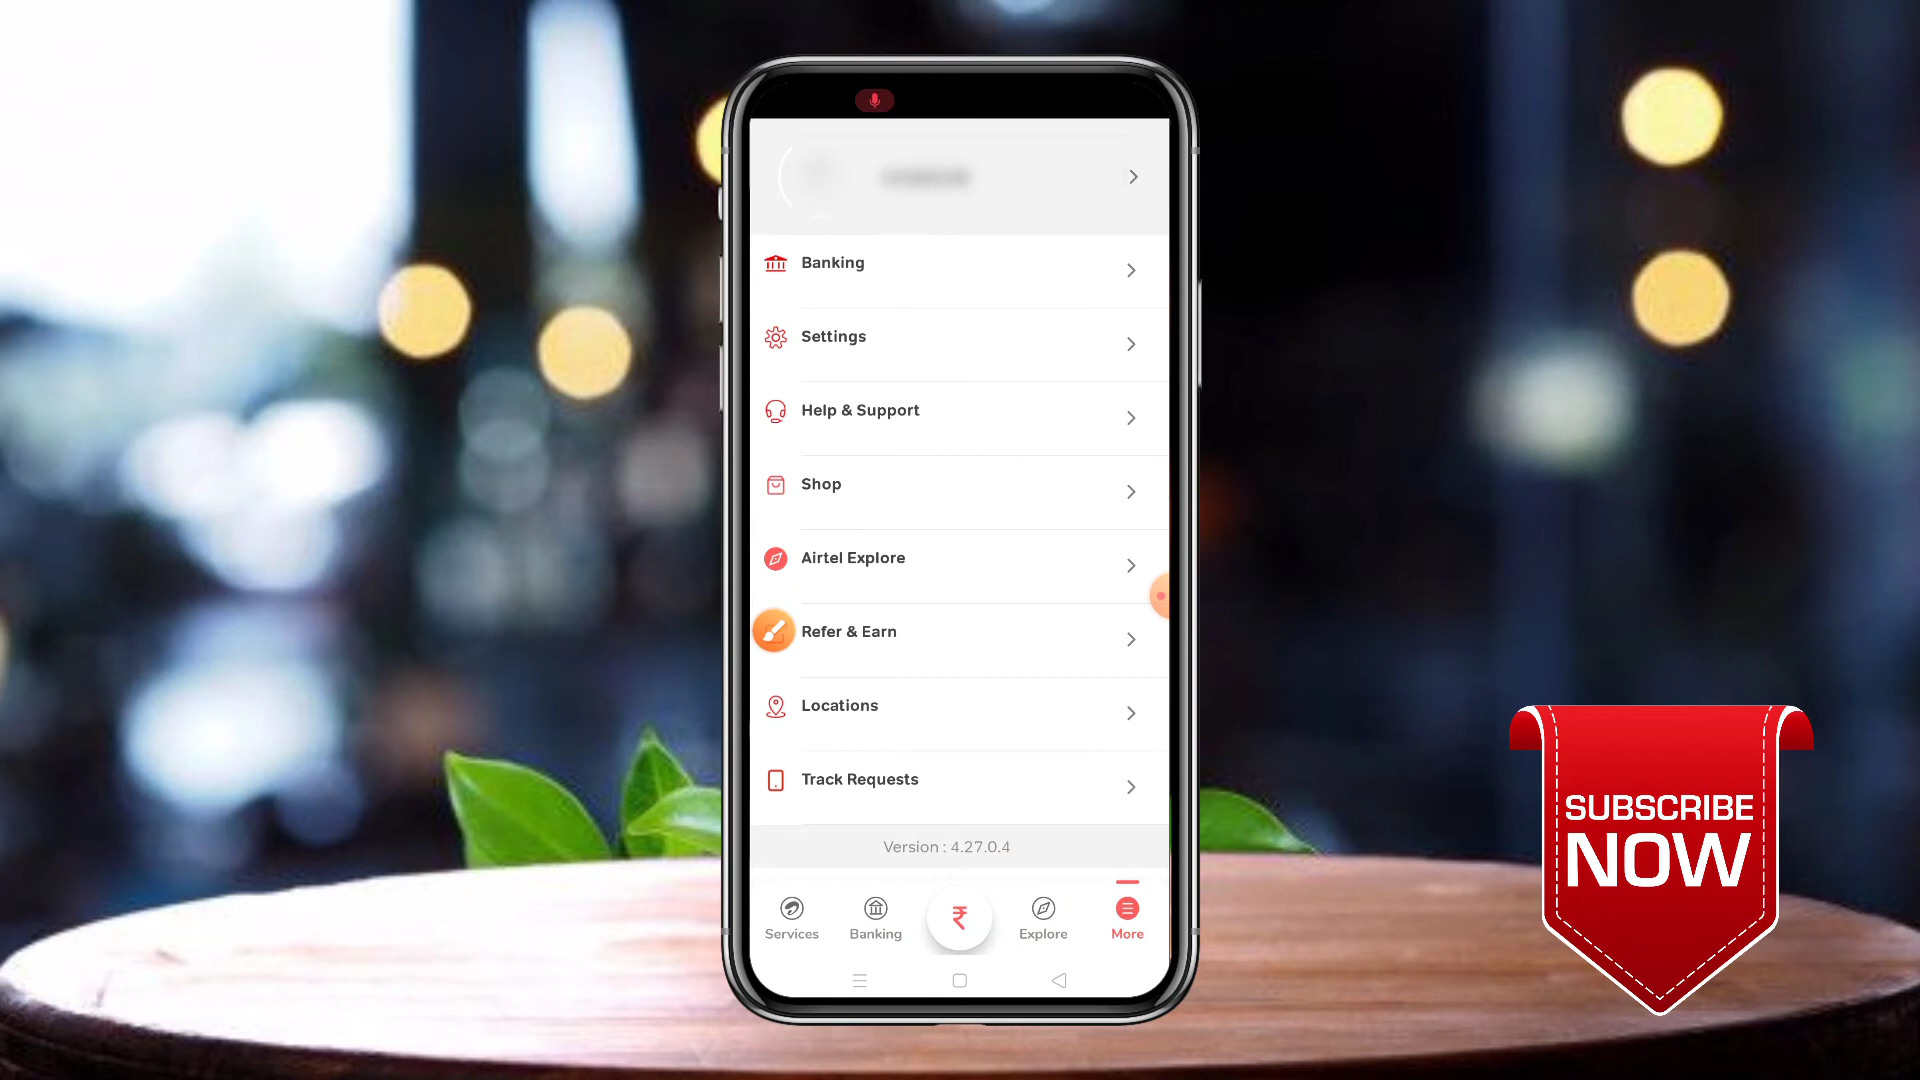 Banking
Settings
Help & Support
Shop
Airtel Explore
Refer & Earn
Locations
Track Requests
Version : 4.27.0.4
₹
Services
Banking
Explore
More
SUBSCRIBE
NOW